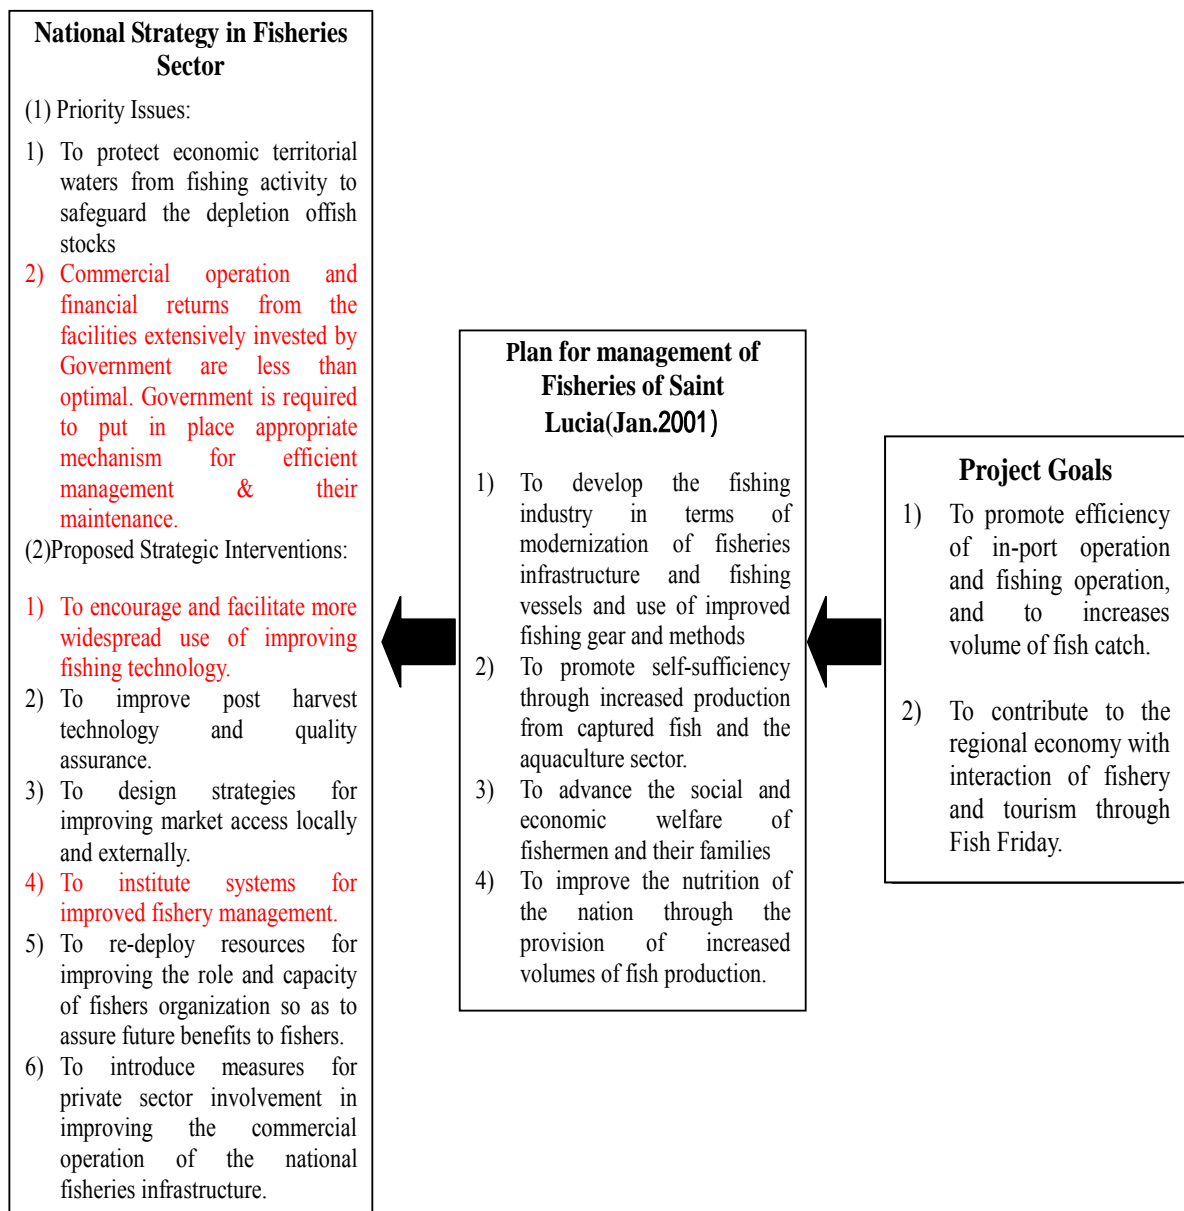 National Strategy in Fisheries
Sector
(1) Priority Issues:
1) To protect economic territorial
waters from fishing activity to
safeguard the depletion offish
stocks
2) Commercial operation and
financial returns from the
facilities extensively invested by
Government are less than
optimal. Government is required
to put in place appropriate
mechanism for efficient
management & their
maintenance.
(2)Proposed Strategic Interventions:
1) To encourage and facilitate more
widespread use of improving
fishing technology.
2) To improve post harvest
technology and quality
assurance.
3) To design strategies for
improving market access locally
and externally.
4) To institute systems for
improved fishery management.
5) To re-deploy resources for
improving the role and capacity
of fishers organization so as to
assure future benefits to fishers.
6) To introduce measures for
private sector involvement in
improving the commercial
operation of the national
fisheries infrastructure.
Plan for management of
Fisheries of Saint
Lucia(Jan.2001)
1) To develop the fishing
industry in terms of
modernization of fisheries
infrastructure and fishing
vessels and use of improved
fishing gear and methods
2) To promote self-sufficiency
through increased production
from captured fish and the
aquaculture sector.
3) To advance the social and
economic welfare of
fishermen and their families
4) To improve the nutrition of
the nation through the
provision of increased
volumes of fish production.
Project Goals
1) To promote efficiency
of in-port operation
and fishing operation,
and to increases
volume of fish catch.
2) To contribute to the
regional economy with
interaction of fishery
and tourism through
Fish Friday.